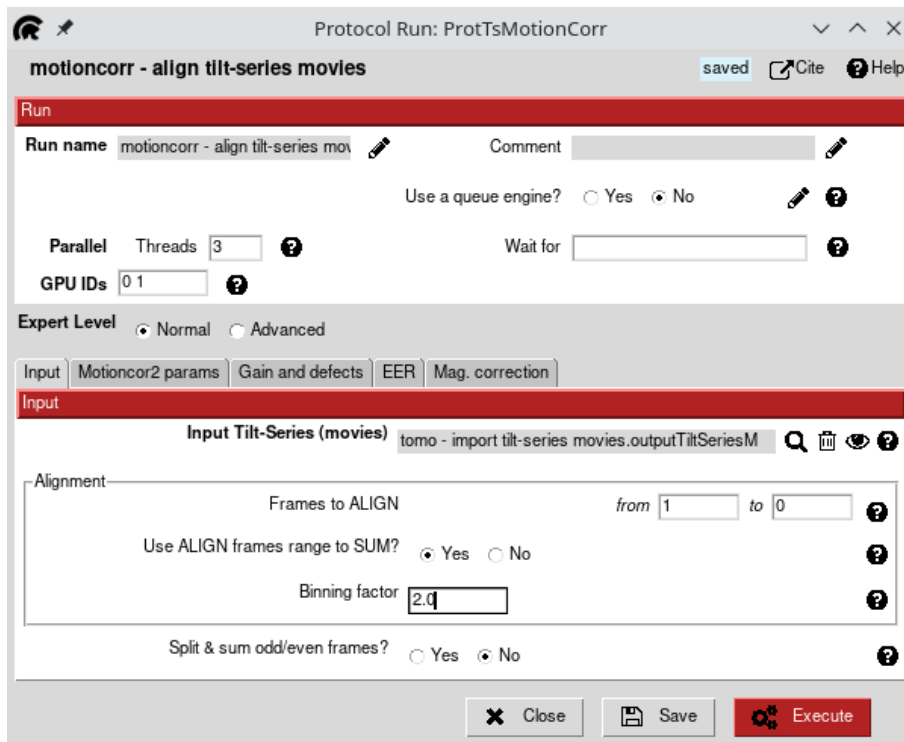 Protocol Run: ProtTsMotionCorr
motioncorr - align tilt-series movies saved Cite Help
Run
Run name motioncorr - align tilt-series mov Comment
Use a queue engine? Yes No
Parallel Threads 3 Wait for
GPU IDs 0 1
Expert Level Normal Advanced
Input Motioncor2 params Gain and defects EER Mag. correction
Input
Input Tilt-Series (movies) tomo - import tilt-series movies.outputTiltSeriesM
Alignment
Frames to ALIGN from 1 to 0
Use ALIGN frames range to SUM? Yes No
Binning factor 2.0
Split & sum odd/even frames? Yes No
Close Save Execute